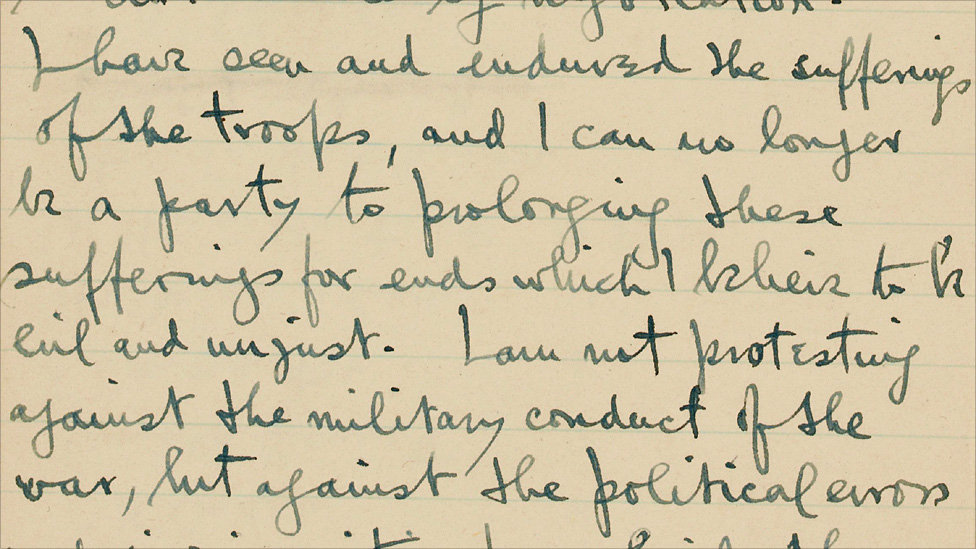 by negotiation.
I have seen and endured the sufferings
of the troops, and I can no longer
be a party to prolonging these
sufferings for ends which I believe to be
evil and unjust. I am not protesting
against the military conduct of the
war, but against the political errors